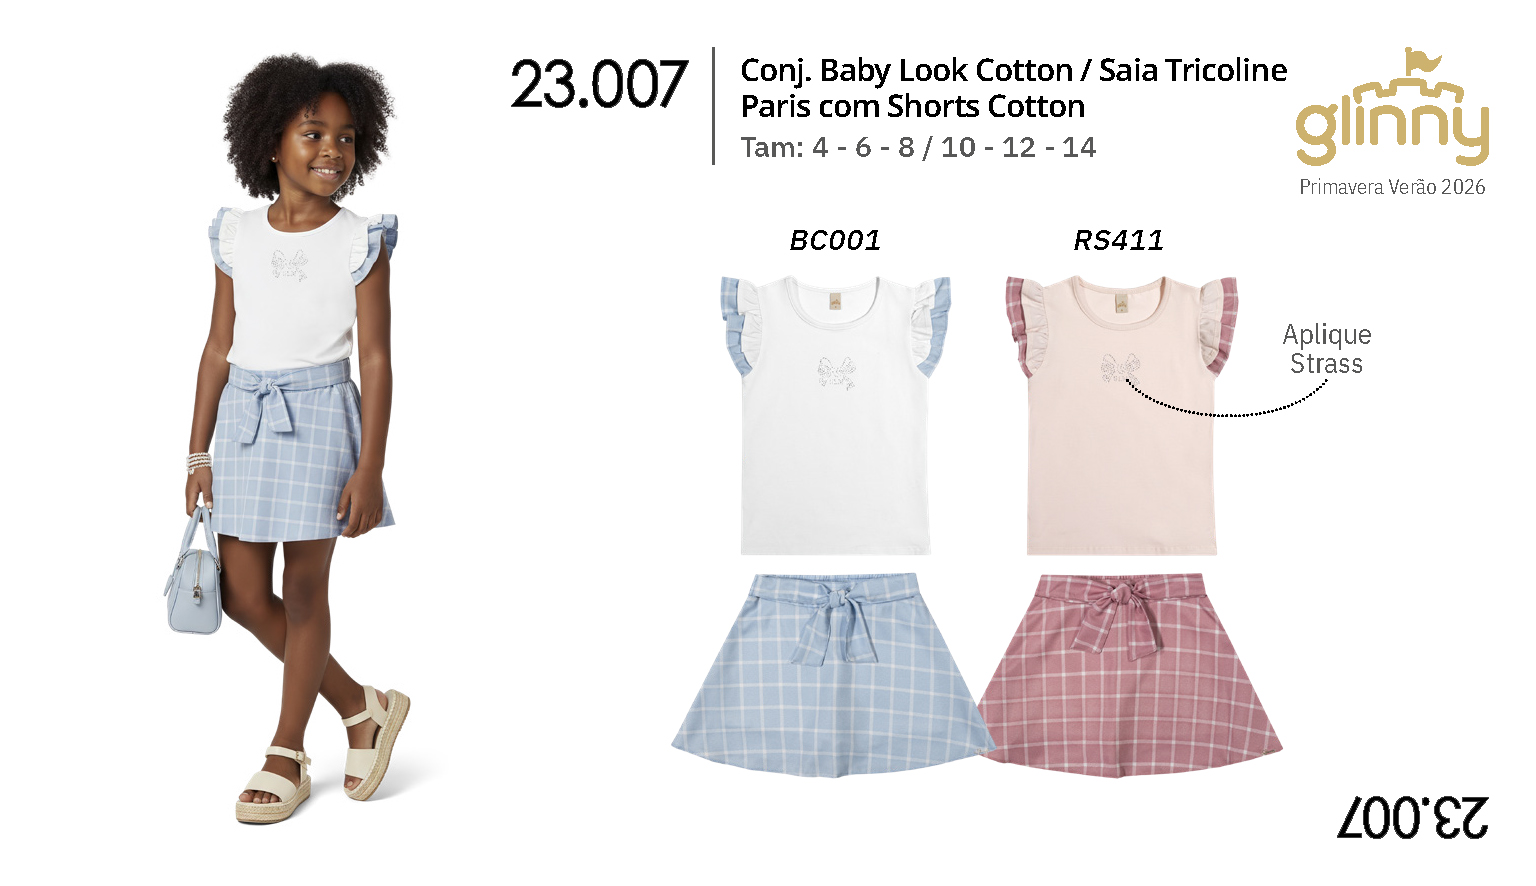 23.007
Conj. Baby Look Cotton / Saia Tricoline
Paris com Shorts Cotton
Tam: 4 - 6 - 8 / 10 - 12 - 14
glinny
Primavera Verão 2026
BC001
RS411
Aplique
Strass
23.007